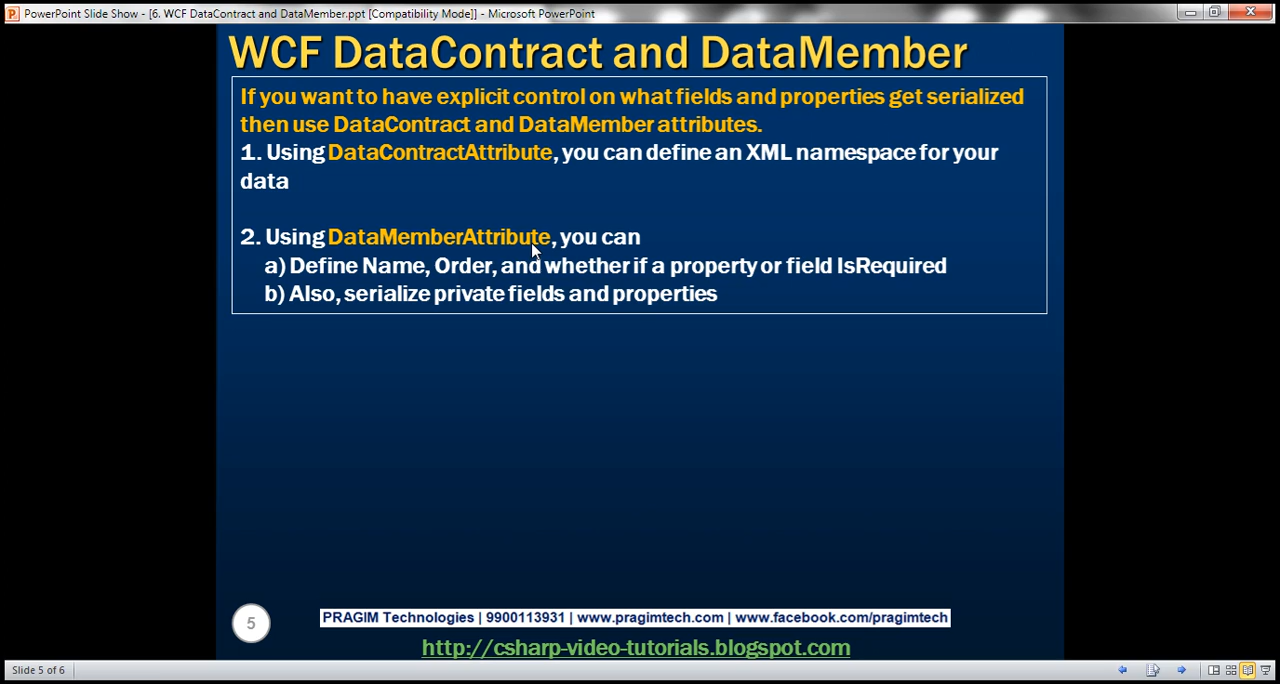 PowerPoint Slide Show - [6. WCF DataContract and DataMember.ppt [Compatibility Mode]] - Microsoft PowerPoint
WCF DataContract and DataMember
If you want to have explicit control on what fields and properties get serialized
then use DataContract and DataMember attributes.
1. Using DataContractAttribute, you can define an XML namespace for your
data
2. Using DataMemberAttribute, you can
a) Define Name, Order, and whether if a property or field IsRequired
b) Also, serialize private fields and properties
5
PRAGIM Technologies | 9900113931 | www.pragimtech.com | www.facebook.com/pragimtech
http://csharp-video-tutorials.blogspot.com
Slide 5 of 6